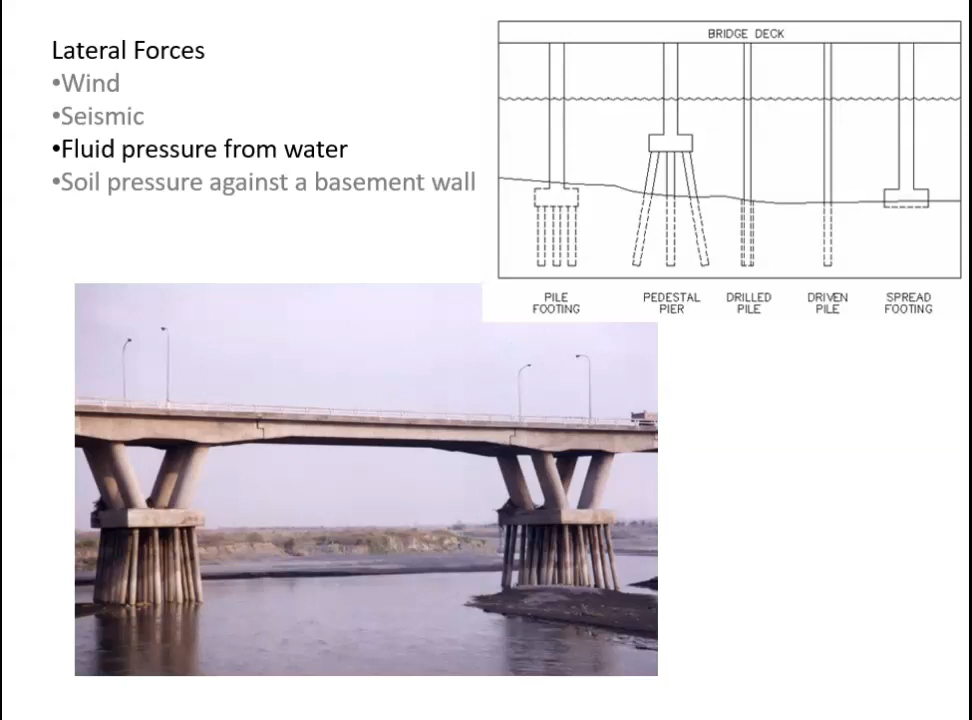 Lateral Forces
•Wind
•Seismic
•Fluid pressure from water
•Soil pressure against a basement wall
BRIDGE DECK
PILE FOOTING
PEDESTAL PIER
DRILLED PILE
DRIVEN PILE
SPREAD FOOTING